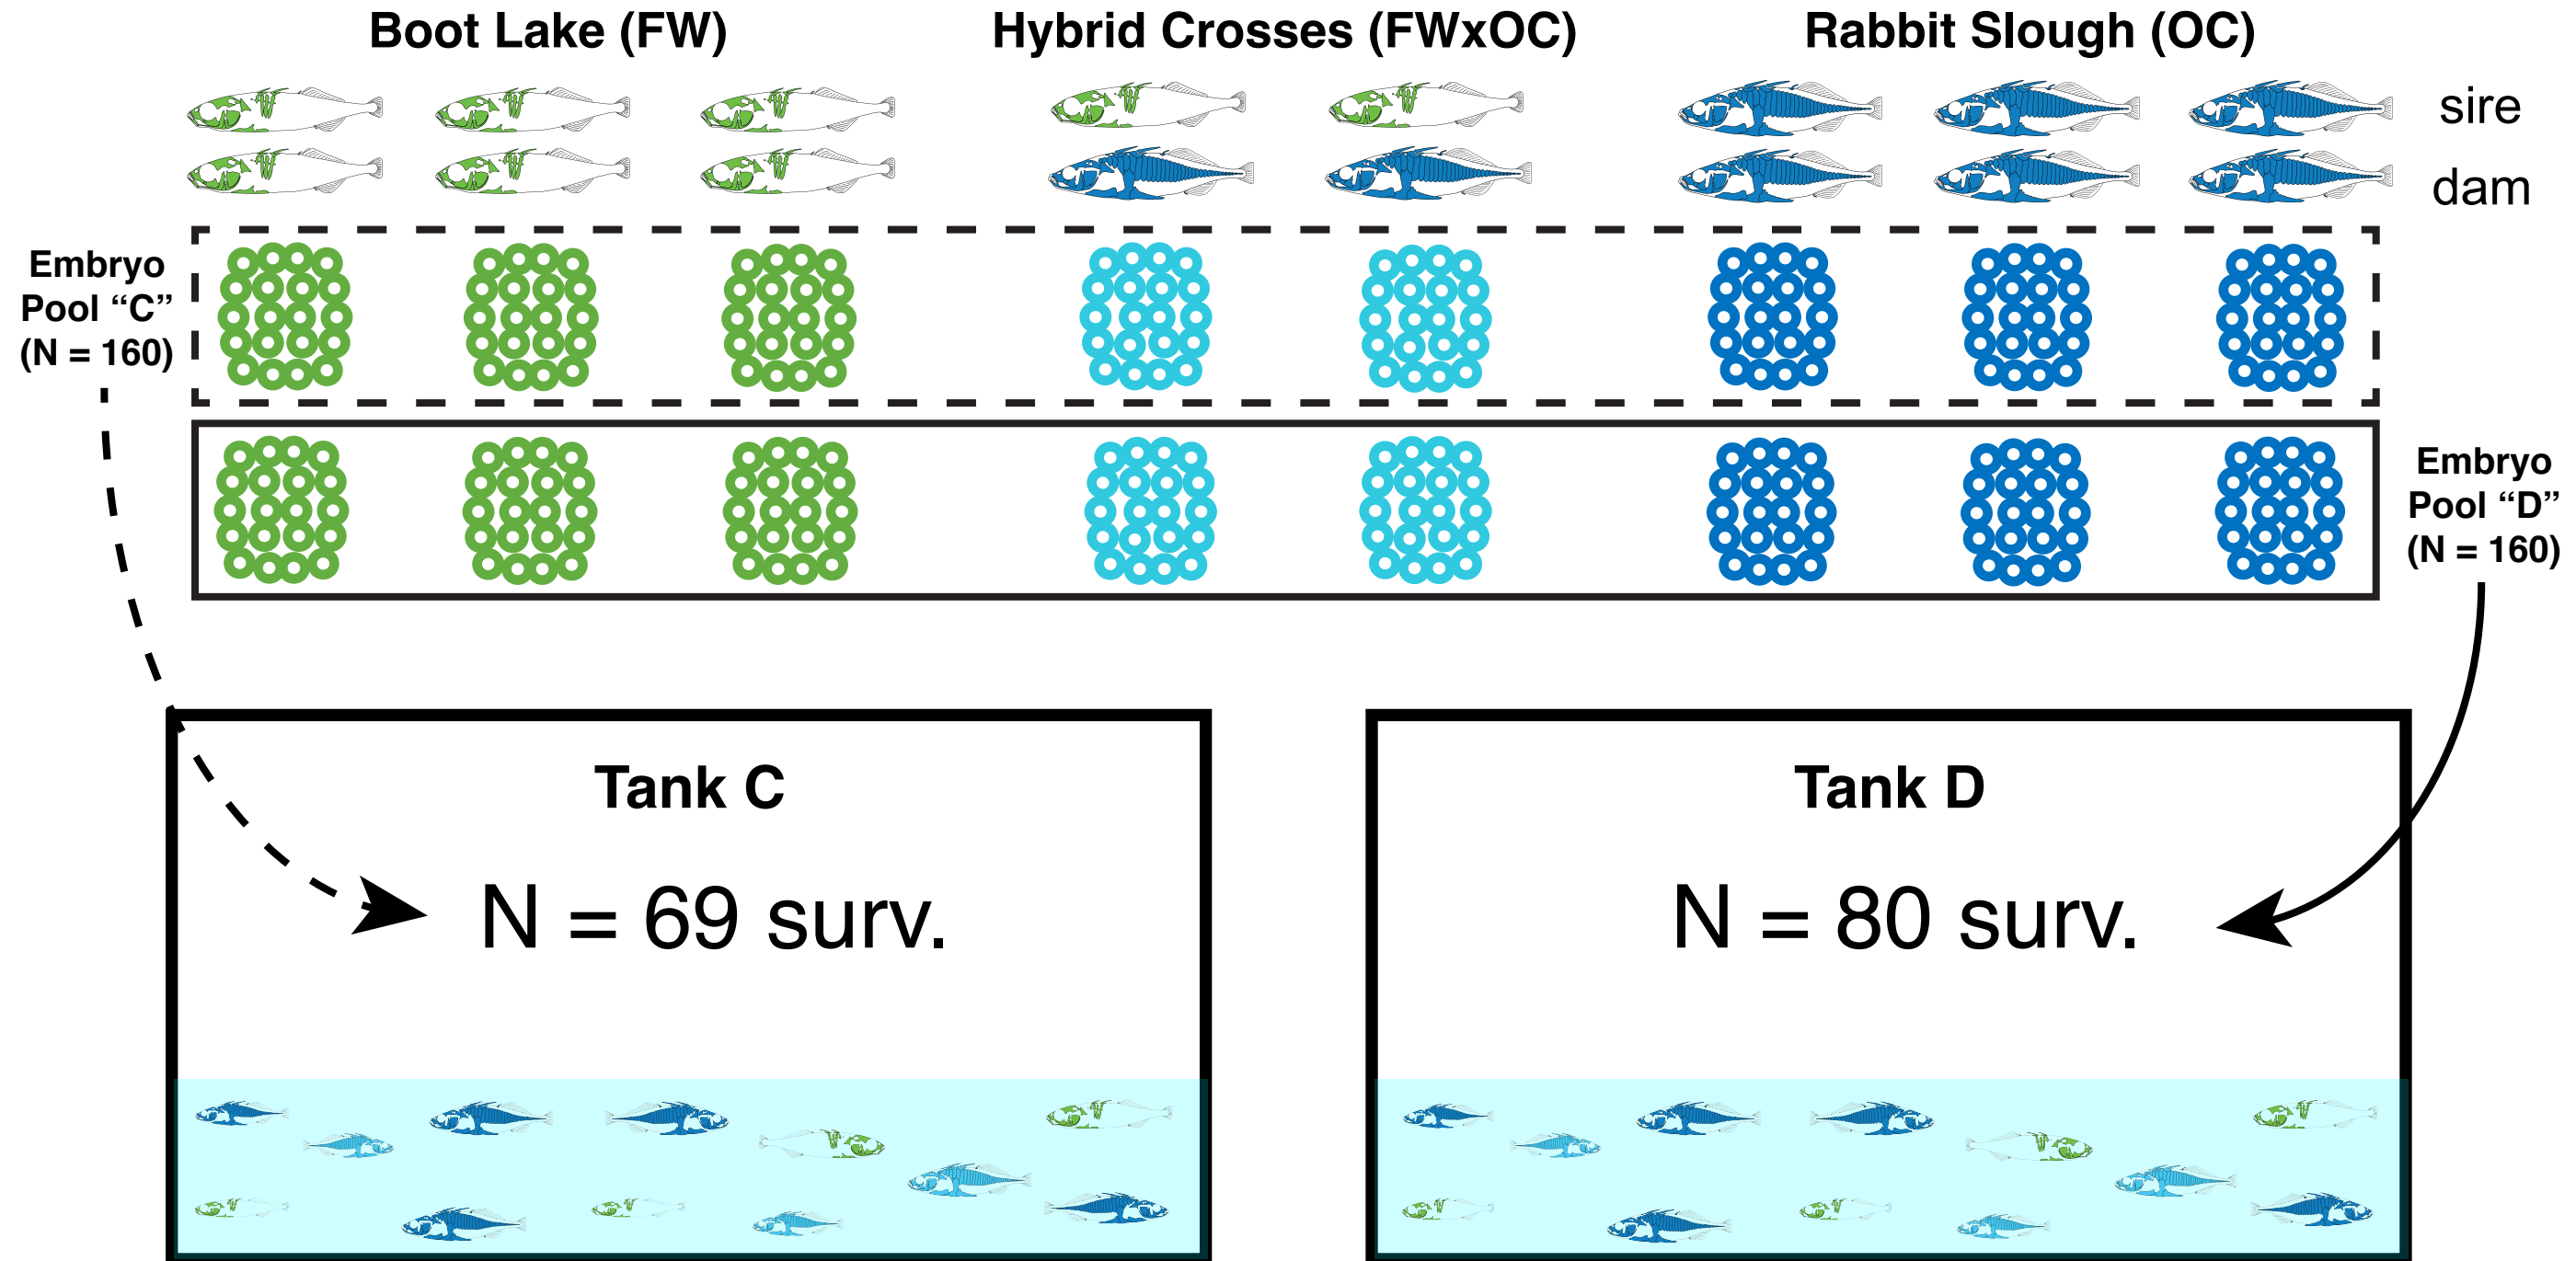 Boot Lake (FW)
Hybrid Crosses (FWxOC)
Rabbit Slough (OC)
sire
dam
Embryo
Pool “C”
(N = 160)
Embryo
Pool “D”
(N = 160)
Tank C
N = 69 surv.
Tank D
N = 80 surv.